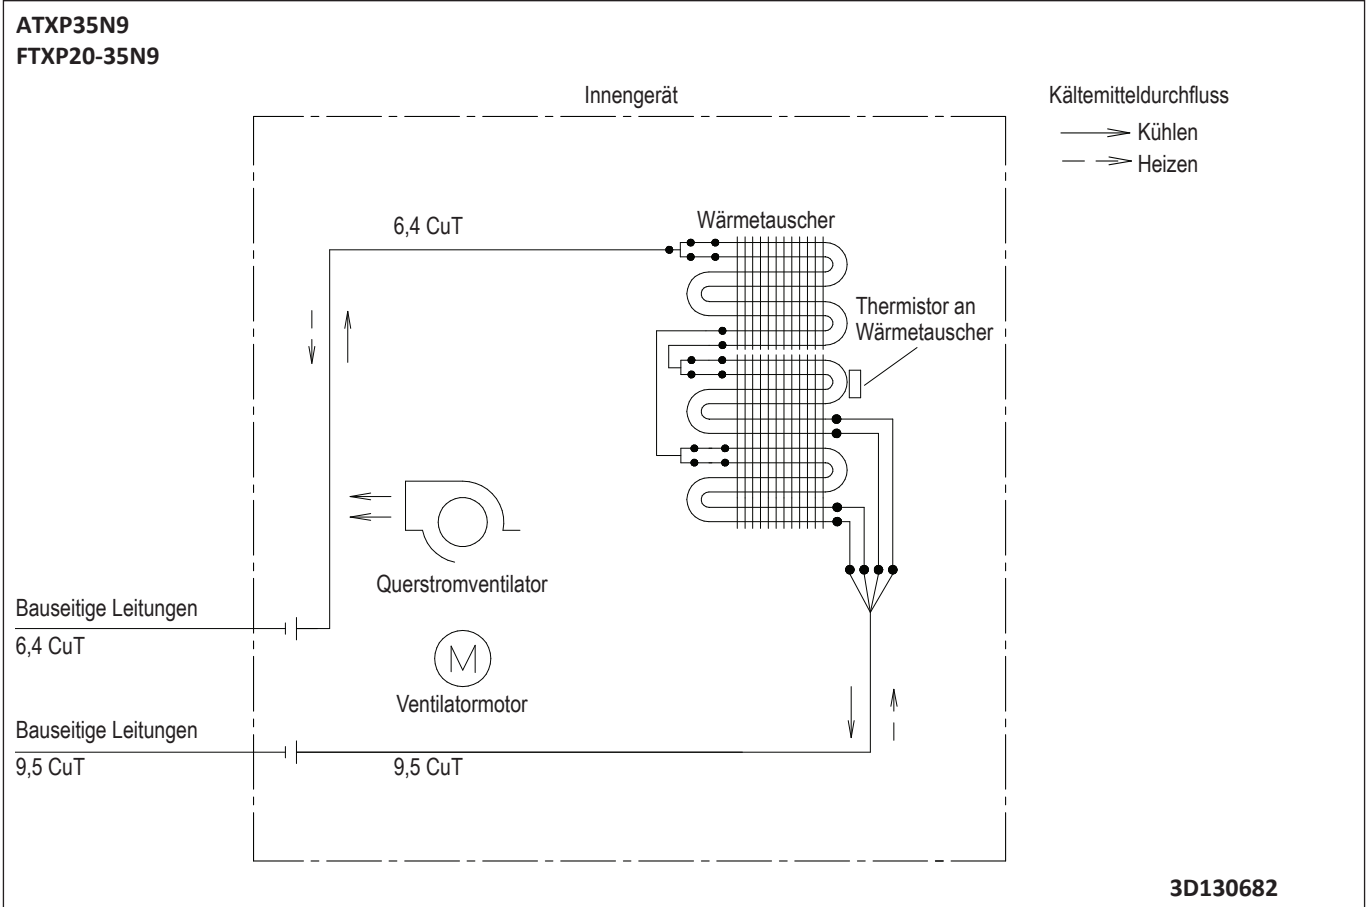 ATXP35N9
FTXP20-35N9
Innengerät
Kältemitteldurchfluss
Kühlen
Heizen
6,4 CuT
Wärmetauscher
Thermistor an
Wärmetauscher
Querstromventilator
Bauseitige Leitungen
6,4 CuT
M
Ventilatormotor
Bauseitige Leitungen
9,5 CuT
9,5 CuT
3D130682